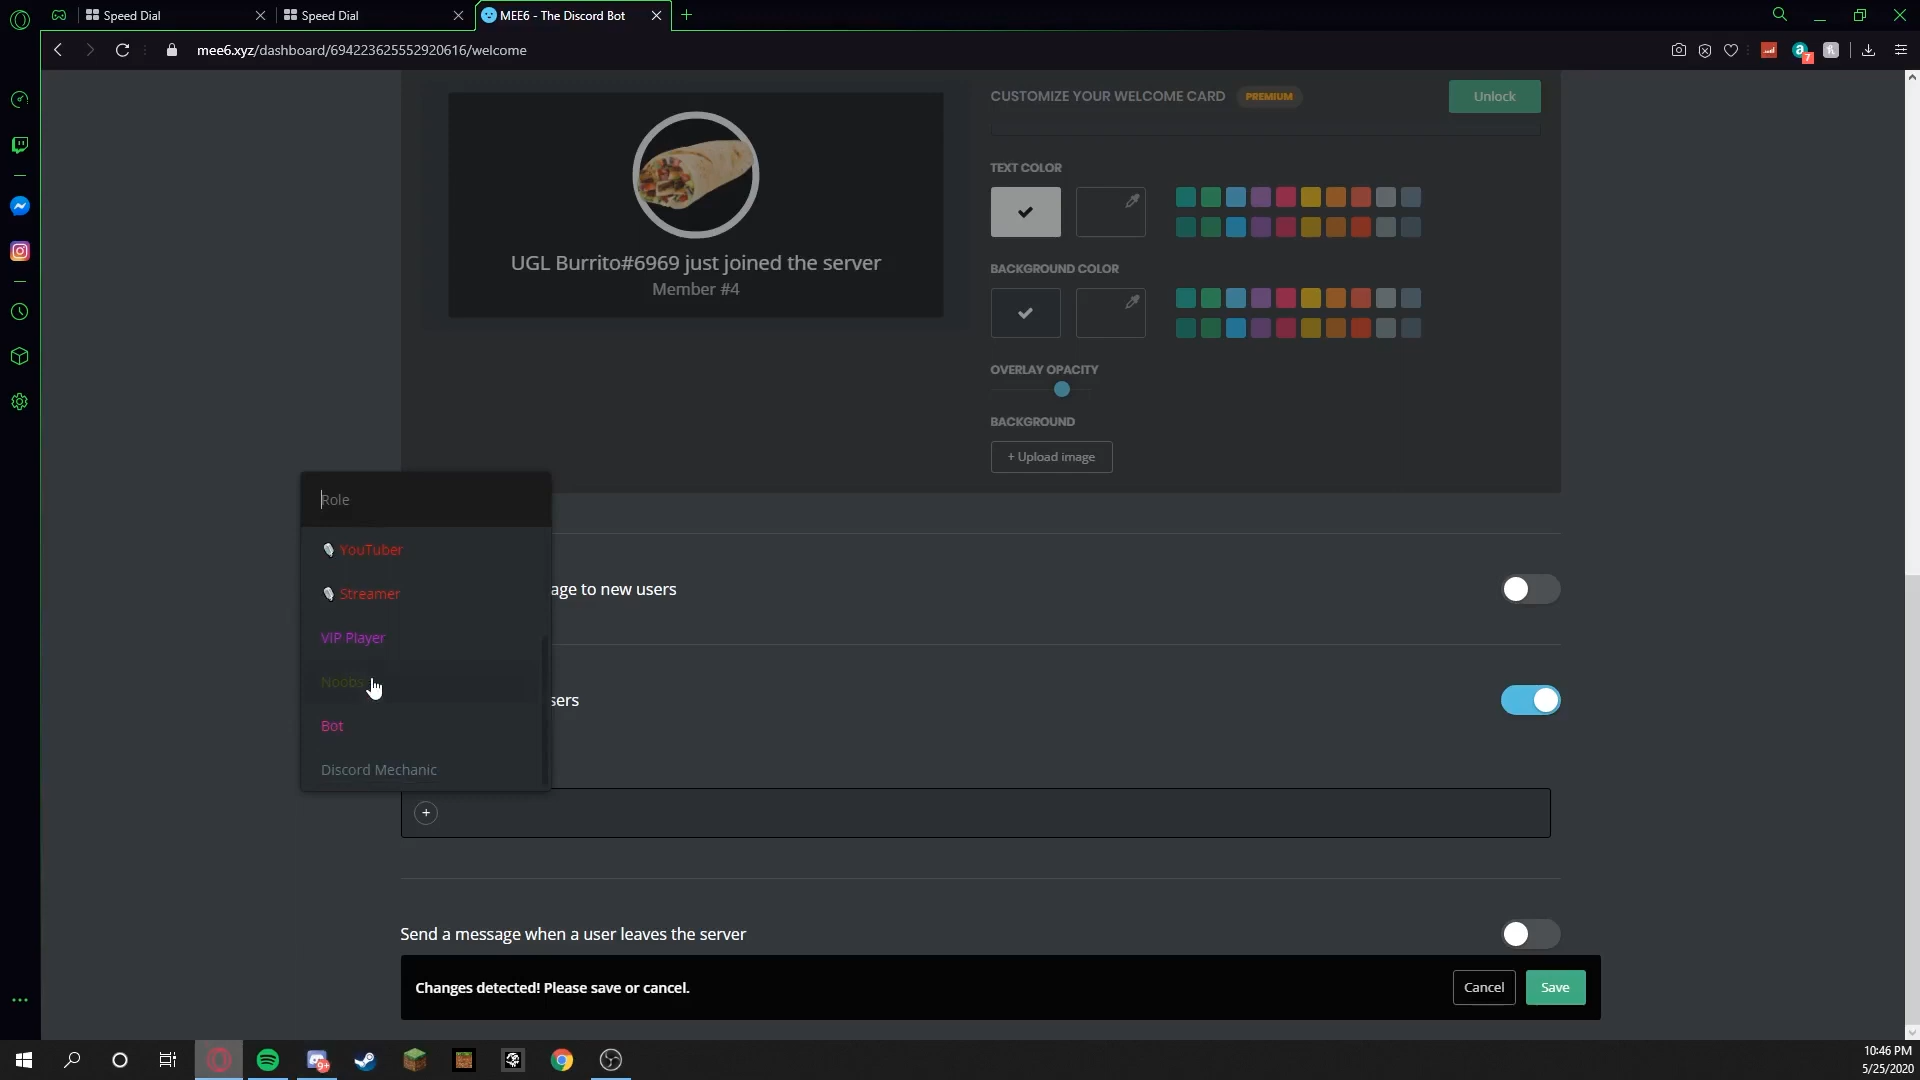 Speed Dial
Speed Dial
MEE6 - The Discord Bot
mee6.xyz/dashboard/694223625552920616/welcome
7
CUSTOMIZE YOUR WELCOME CARD
PREMIUM
Unlock
TEXT COLOR
UGL Burrito#6969 just joined the server
Member #4
BACKGROUND COLOR
OVERLAY OPACITY
BACKGROUND
+ Upload image
Role
YouTuber
Streamer
VIP Player
Noobs
Bot
Discord Mechanic
age to new users
sers
+
Send a message when a user leaves the server
Changes detected! Please save or cancel.
Cancel
Save
9+
10:46 PM
5/25/2020